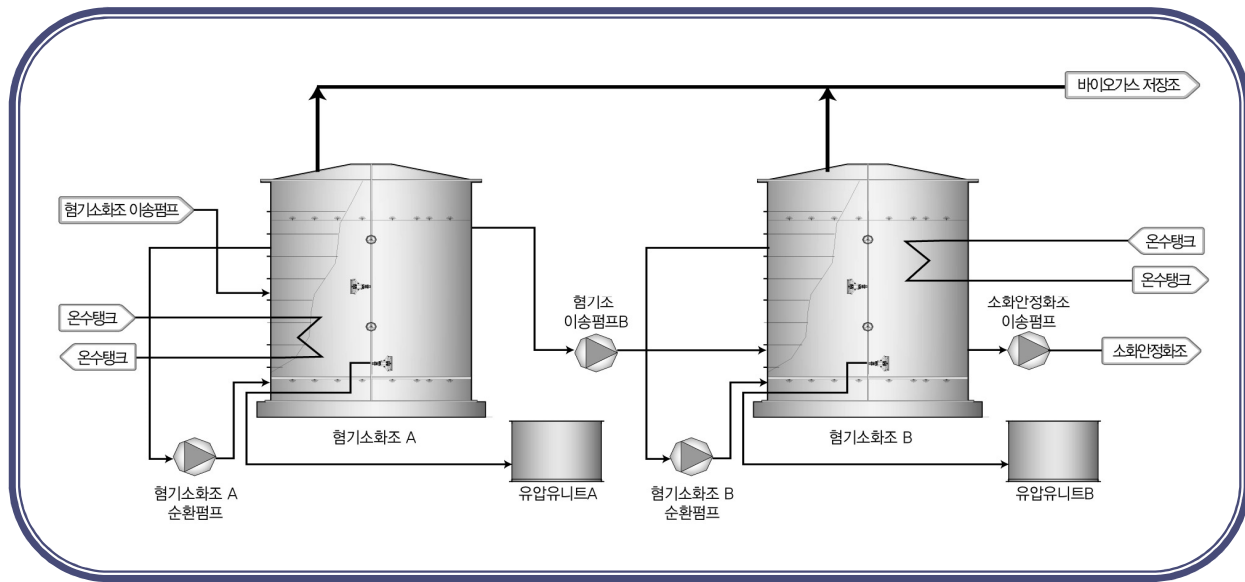 바이오가스 저장조
혐기소화조 이송펌프
온수탱크
온수탱크
온수탱크
온수탱크
혐기소
이송펌프B
소화안정화소
이송펌프
소화안정화조
혐기소화조 A
혐기소화조 B
혐기소화조 A
순환펌프
유압유니트A
혐기소화조 B
순환펌프
유압유니트B